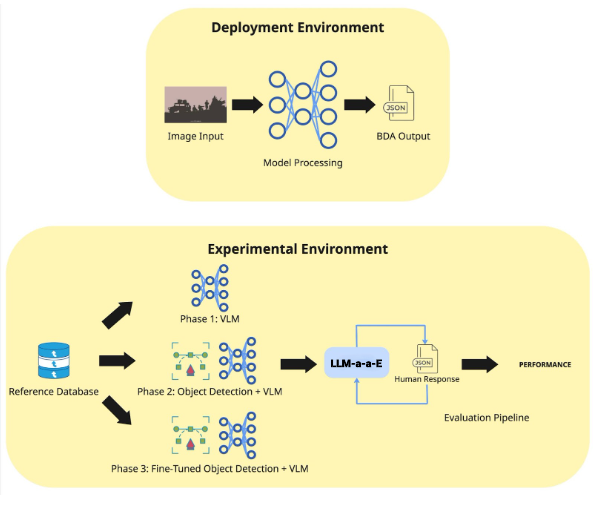 Deployment Environment
JSON
Image Input
BDA Output
Model Processing
Experimental Environment
Phase 1: VLM
LLM-a-a-E
JSON
PERFORMANCE
Reference Database
Phase 2: Object Detection + VLM
Human Response
Evaluation Pipeline
Phase 3: Fine-Tuned Object Detection + VLM